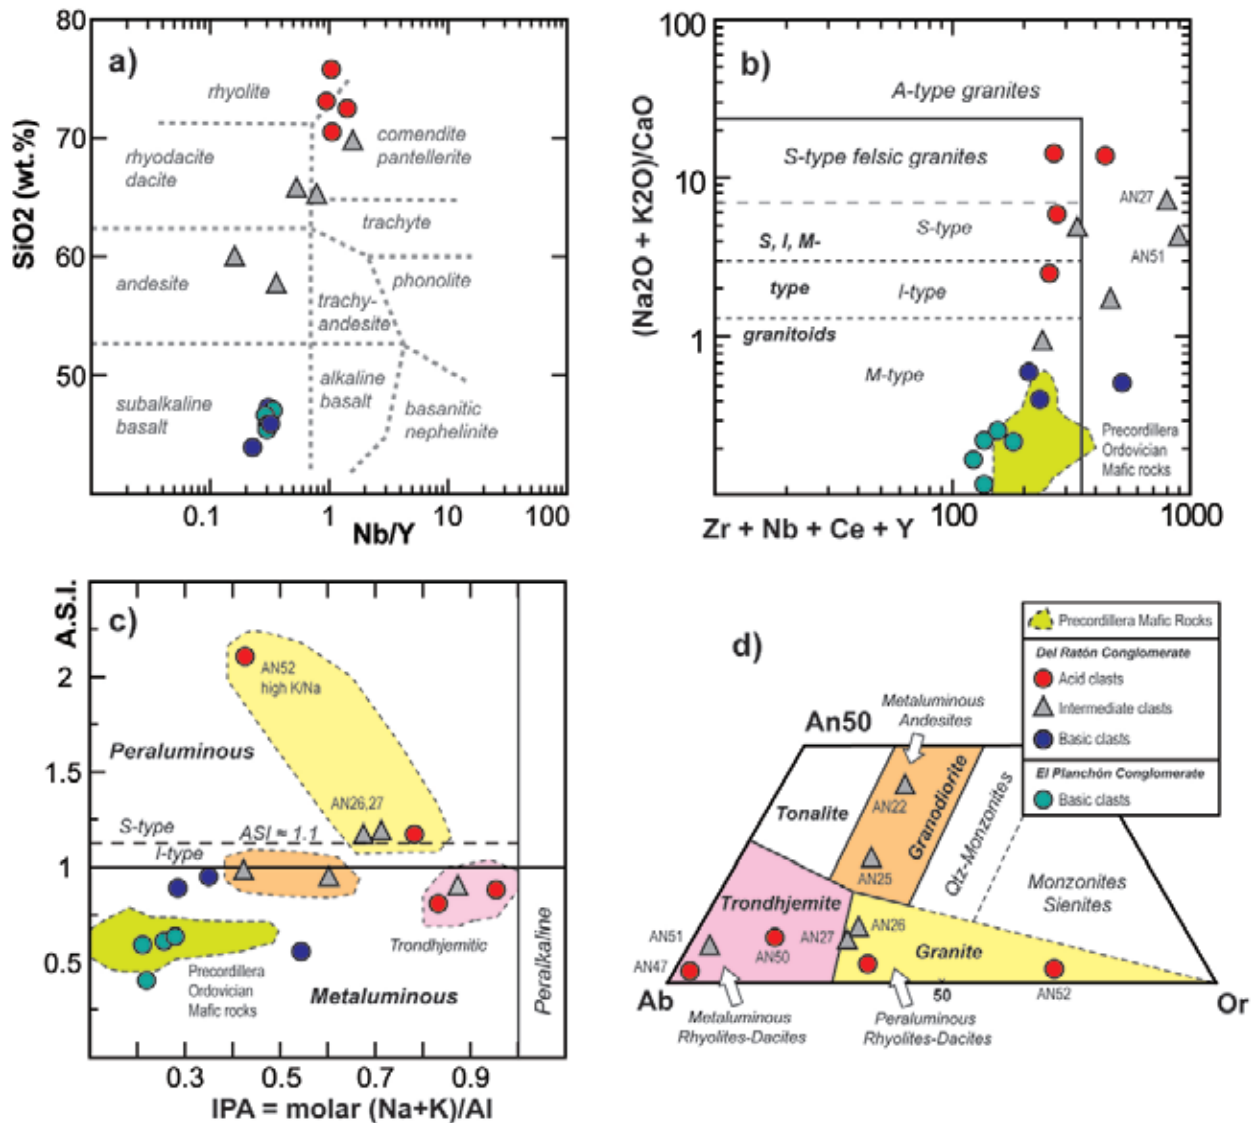 a)
80
70
60
50
SiO2 (wt.%)
rhyolite
comendite
pantellerite
rhyodacite
dacite
trachyte
andesite
phonolite
trachy-
andesite
subalkaline
basalt
alkaline
basalt
basanitic
nephelinite
0.1
1
10
100
Nb/Y
b)
100
10
1
(Na2O + K2O)/CaO
A-type granites
S-type felsic granites
AN27
S-type
S, I, M-
AN51
type
I-type
granitoids
M-type
Precordillera
Ordovician
Mafic rocks
100
1000
Zr + Nb + Ce + Y
c)
A.S.I.
2
1.5
1
0.5
AN52
high K/Na
Peraluminous
AN26,27
S-type
ASI ≈ 1.1
I-type
Trondhjemitic
Precordillera
Ordovician
Mafic rocks
Metaluminous
Peralkaline
0.3
0.5
0.7
0.9
IPA = molar (Na+K)/Al
d)
Precordillera Mafic Rocks
Del Ratón Conglomerate
Acid clasts
Intermediate clasts
Basic clasts
El Planchón Conglomerate
Basic clasts
Metaluminous
Andesites
An50
AN22
Tonalite
Granodiorite
Qtz-Monzonites
AN25
Monzonites
Sienites
Trondhjemite
AN51
AN27
AN26
AN47
AN50
Granite
50
AN52
Ab
Or
Metaluminous
Rhyolites-Dacites
Peraluminous
Rhyolites-Dacites